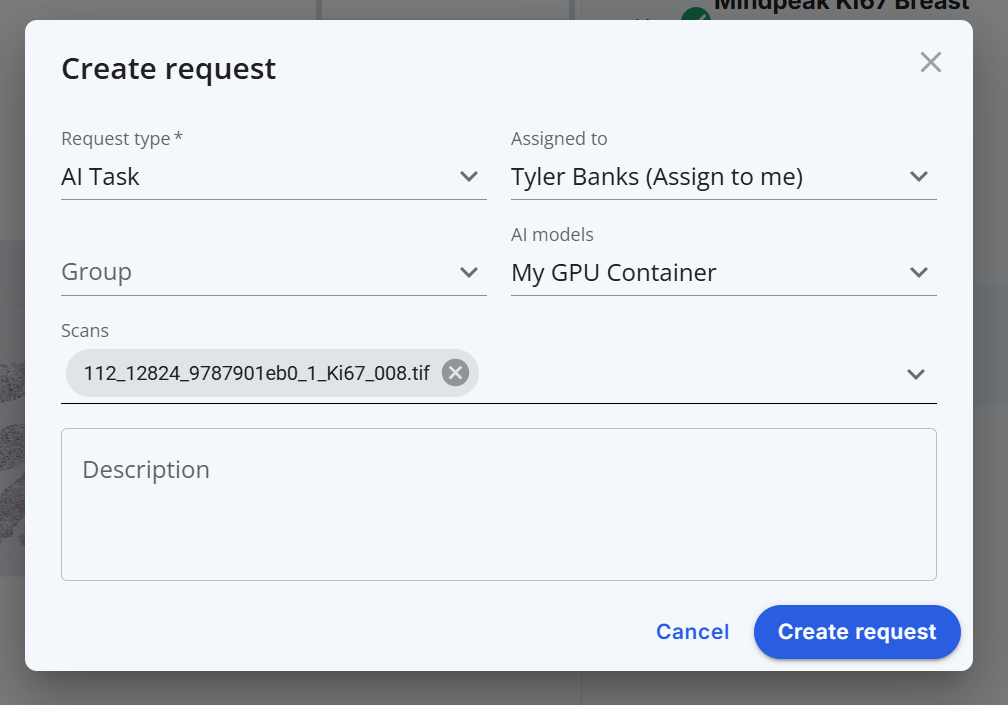 Mindpeak Ki67 Breast
Create request
Request type *
AI Task
Assigned to
Tyler Banks (Assign to me)
Group
AI models
My GPU Container
Scans
112_12824_9787901eb0_1_Ki67_008.tif
Description
Cancel
Create request